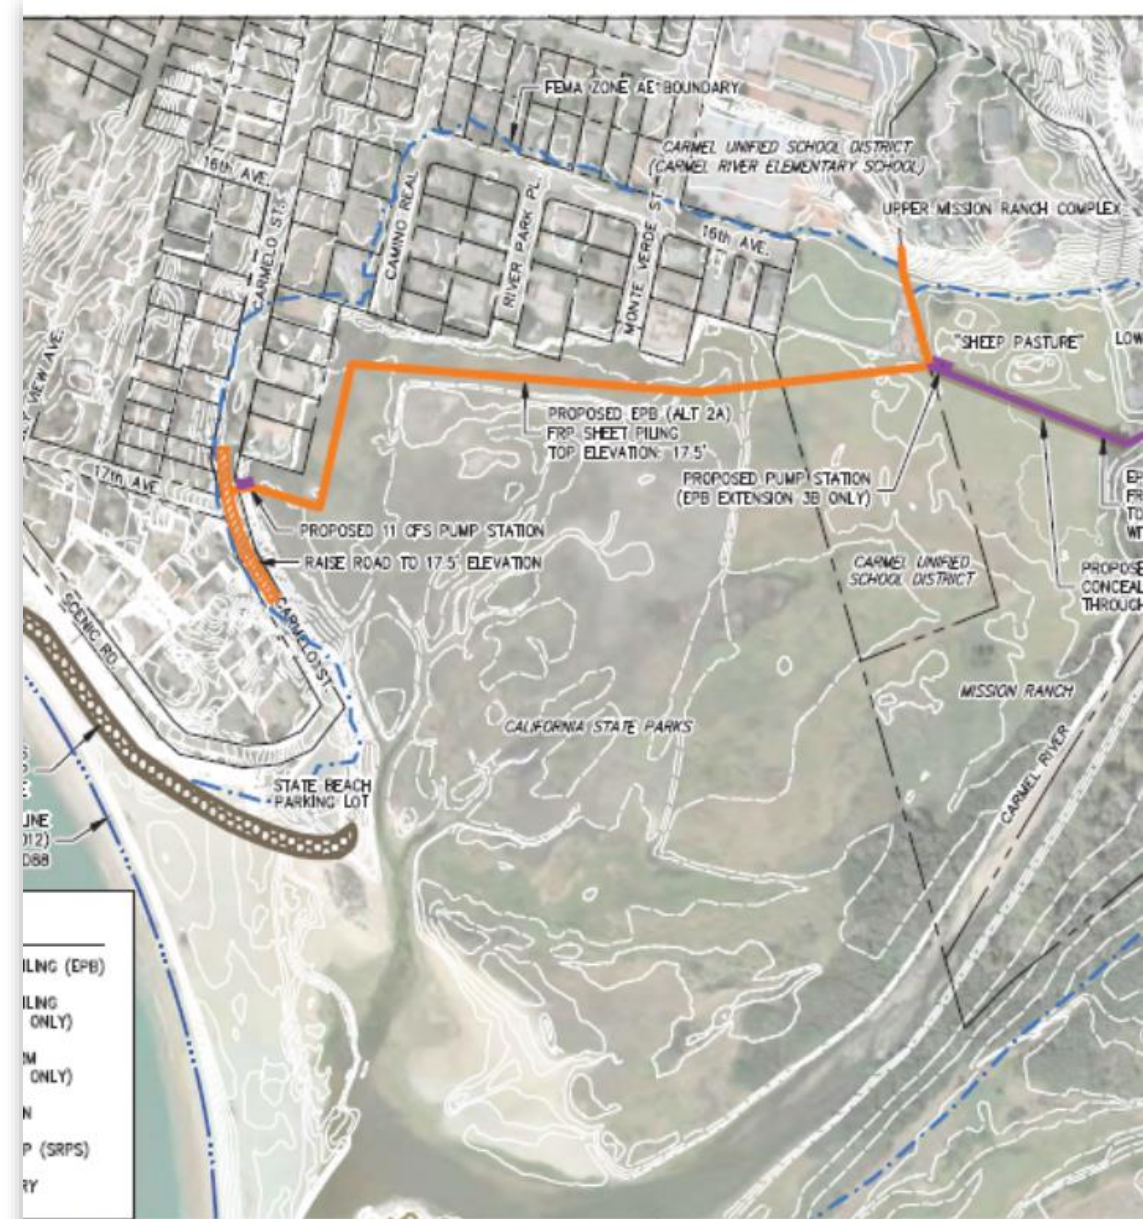 FEMA ZONE AE BOUNDARY
CARMEL UNIFIED SCHOOL DISTRICT
(CARMEL RIVER ELEMENTARY SCHOOL)
UPPER MISSION RANCH COMPLEX
16th AVE.
CARMELO ST.
CAMINO REAL
RIVER PARK PL.
MONTE VERDE ST.
16th AVE.
"SHEEP PASTURE"
LOW
VIEW AVE.
17th AVE
PROPOSED EPB (ALT 2A)
FRP SHEET PILING
TOP ELEVATION: 17.5'
PROPOSED PUMP STATION
(EPB EXTENSION 3B ONLY)
PROPOSED 11 CFS PUMP STATION
RAISE ROAD TO 17.5' ELEVATION
CARMEL UNIFIED
SCHOOL DISTRICT
TO
WIT
PROPOSE
CONCEAL
THROUGH
SCENIC RD.
CARMELO ST.
MISSION RANCH
CALIFORNIA STATE PARKS
CARMEL RIVER
STATE BEACH
PARKING LOT
INE
012)
088
ILING (EPB)
ILING
ONLY)
RM
ONLY)
N
P (SRPS)
RY